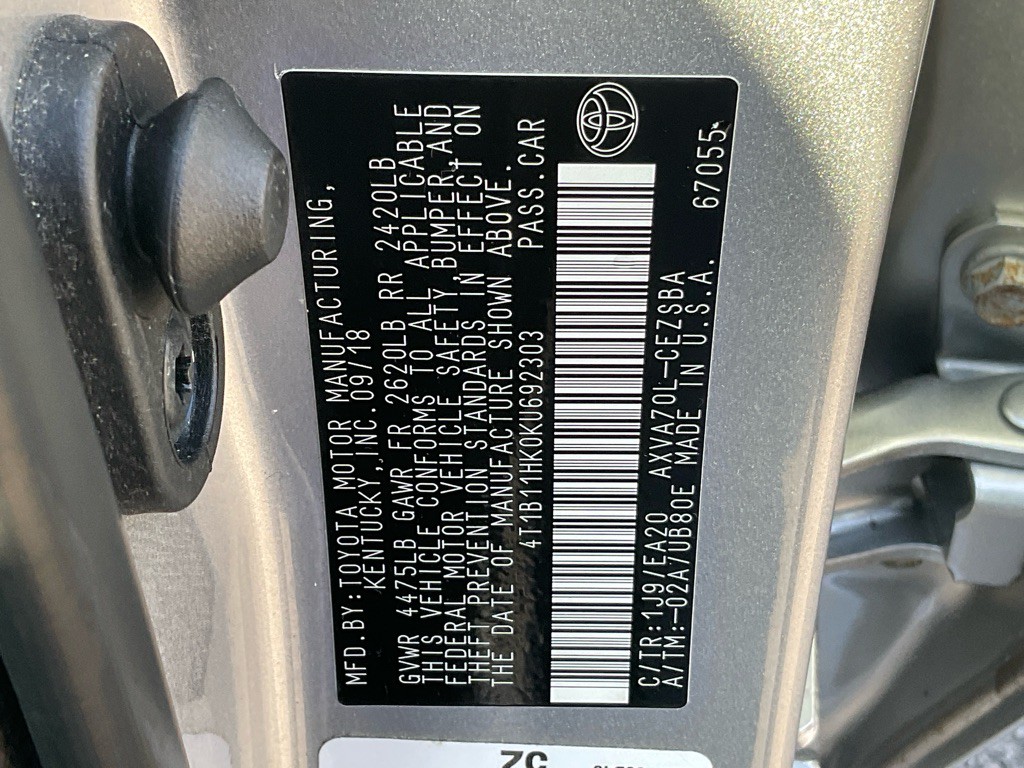 MFD.BY:TOYOTA MOTOR MANUFACTURING,
KENTUCKY,INC.09/18
GVWR 4475LB GAWR FR 2620LB RR 2420LB
THIS VEHICLE CONFORMS TO ALL APPLICABLE
FEDERAL MOTOR VEHICLE SAFETY,BUMPER,AND
THEFT PREVENTION STANDARDS IN EFFECT ON
THE DATE OF MANUFACTURE SHOWN ABOVE.
4T1B11HK0KU692303 PASS.CAR
C/TR:1J9/EA20 AXVA70L-CEZSBA
A/TM:-02A/UB80E MADE IN U.S.A. 67055
ZC